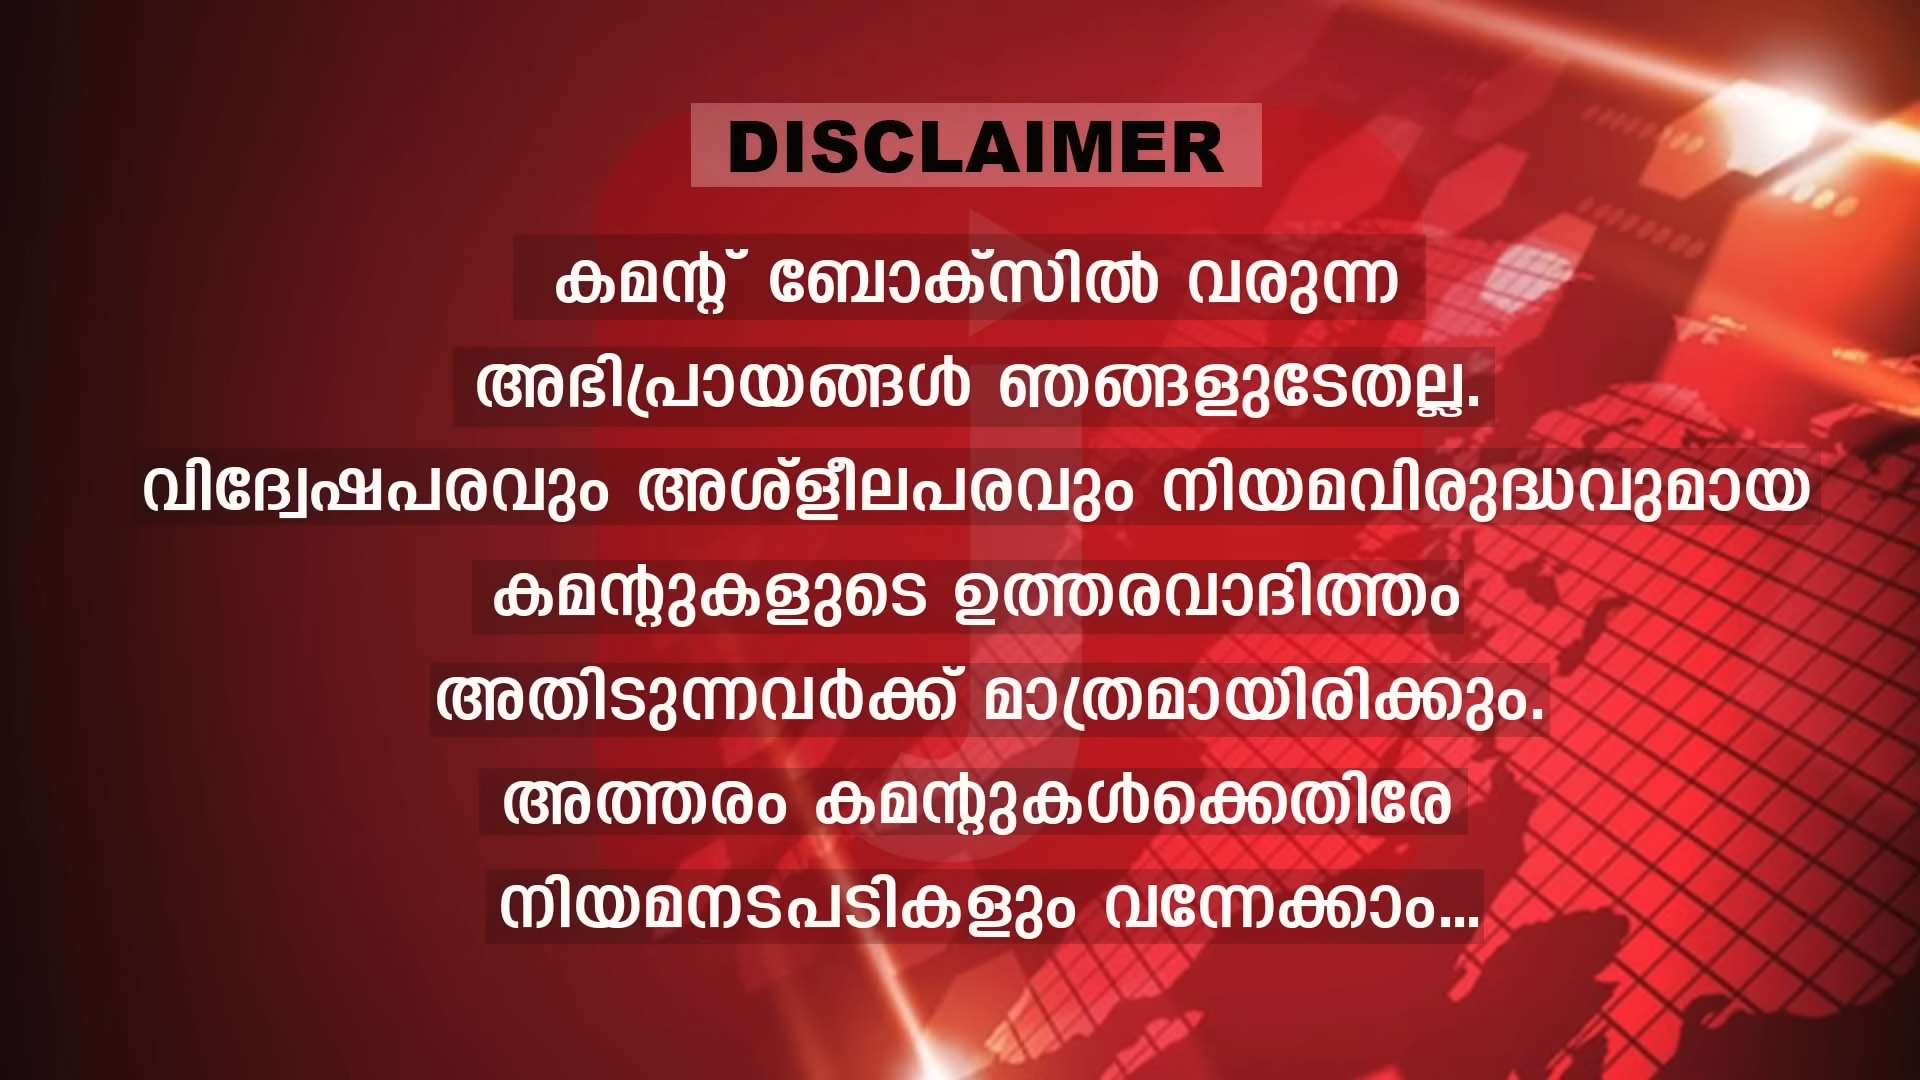 DISCLAIMER
കമന്റ് ബോക്സിൽ വരുന്ന
അഭിപ്രായങ്ങൾ ഞങ്ങളുടേതല്ല.
വിദ്വേഷപരവും അശ്ളീലപരവും നിയമവിരുദ്ധവുമായ
കമന്റുകളുടെ ഉത്തരവാദിത്തം
അതിടുന്നവർക്ക് മാത്രമായിരിക്കും.
അത്തരം കമന്റുകൾക്കെതിരേ
നിയമനടപടികളും വന്നേക്കാം...